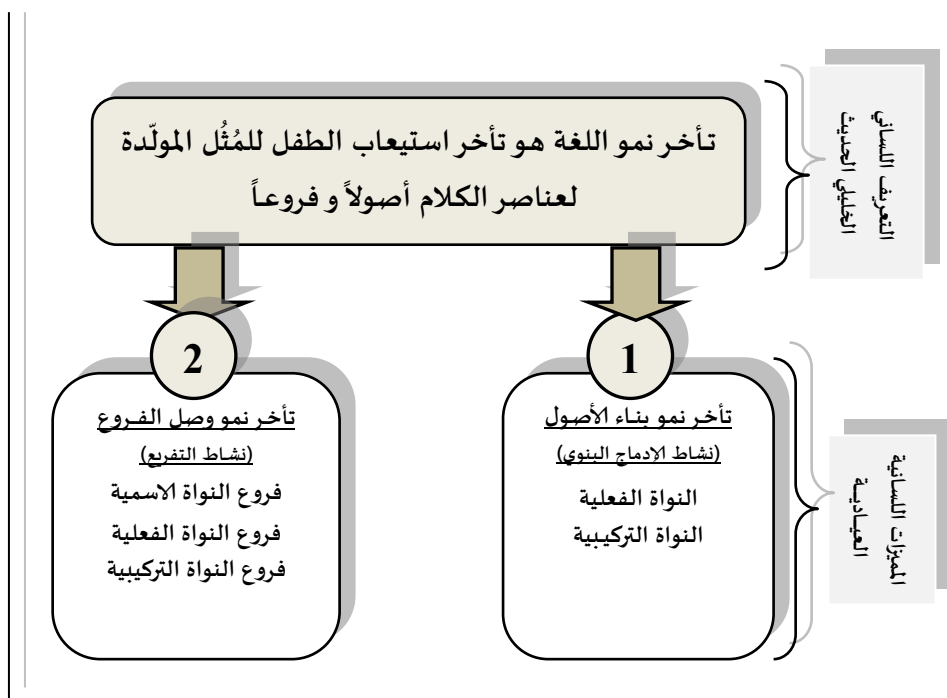 التعريف اللساني
الخليلي الحديث
تأخر نمو اللغة هو تأخر استيعاب الطفل للمُثُل المولّدة
لعناصر الكلام أصولاً و فروعاً
المميزات اللسانية
العيـاديـة
1
تأخر نمو بناء الأصول
(نشاط الإدماج البنوي)
النواة الفعلية
النواة التركيبية
2
تأخر نمو وصل الفـروع
(نشاط التفريع)
فروع النواة الاسمية
فروع النواة الفعلية
فروع النواة التركيبية